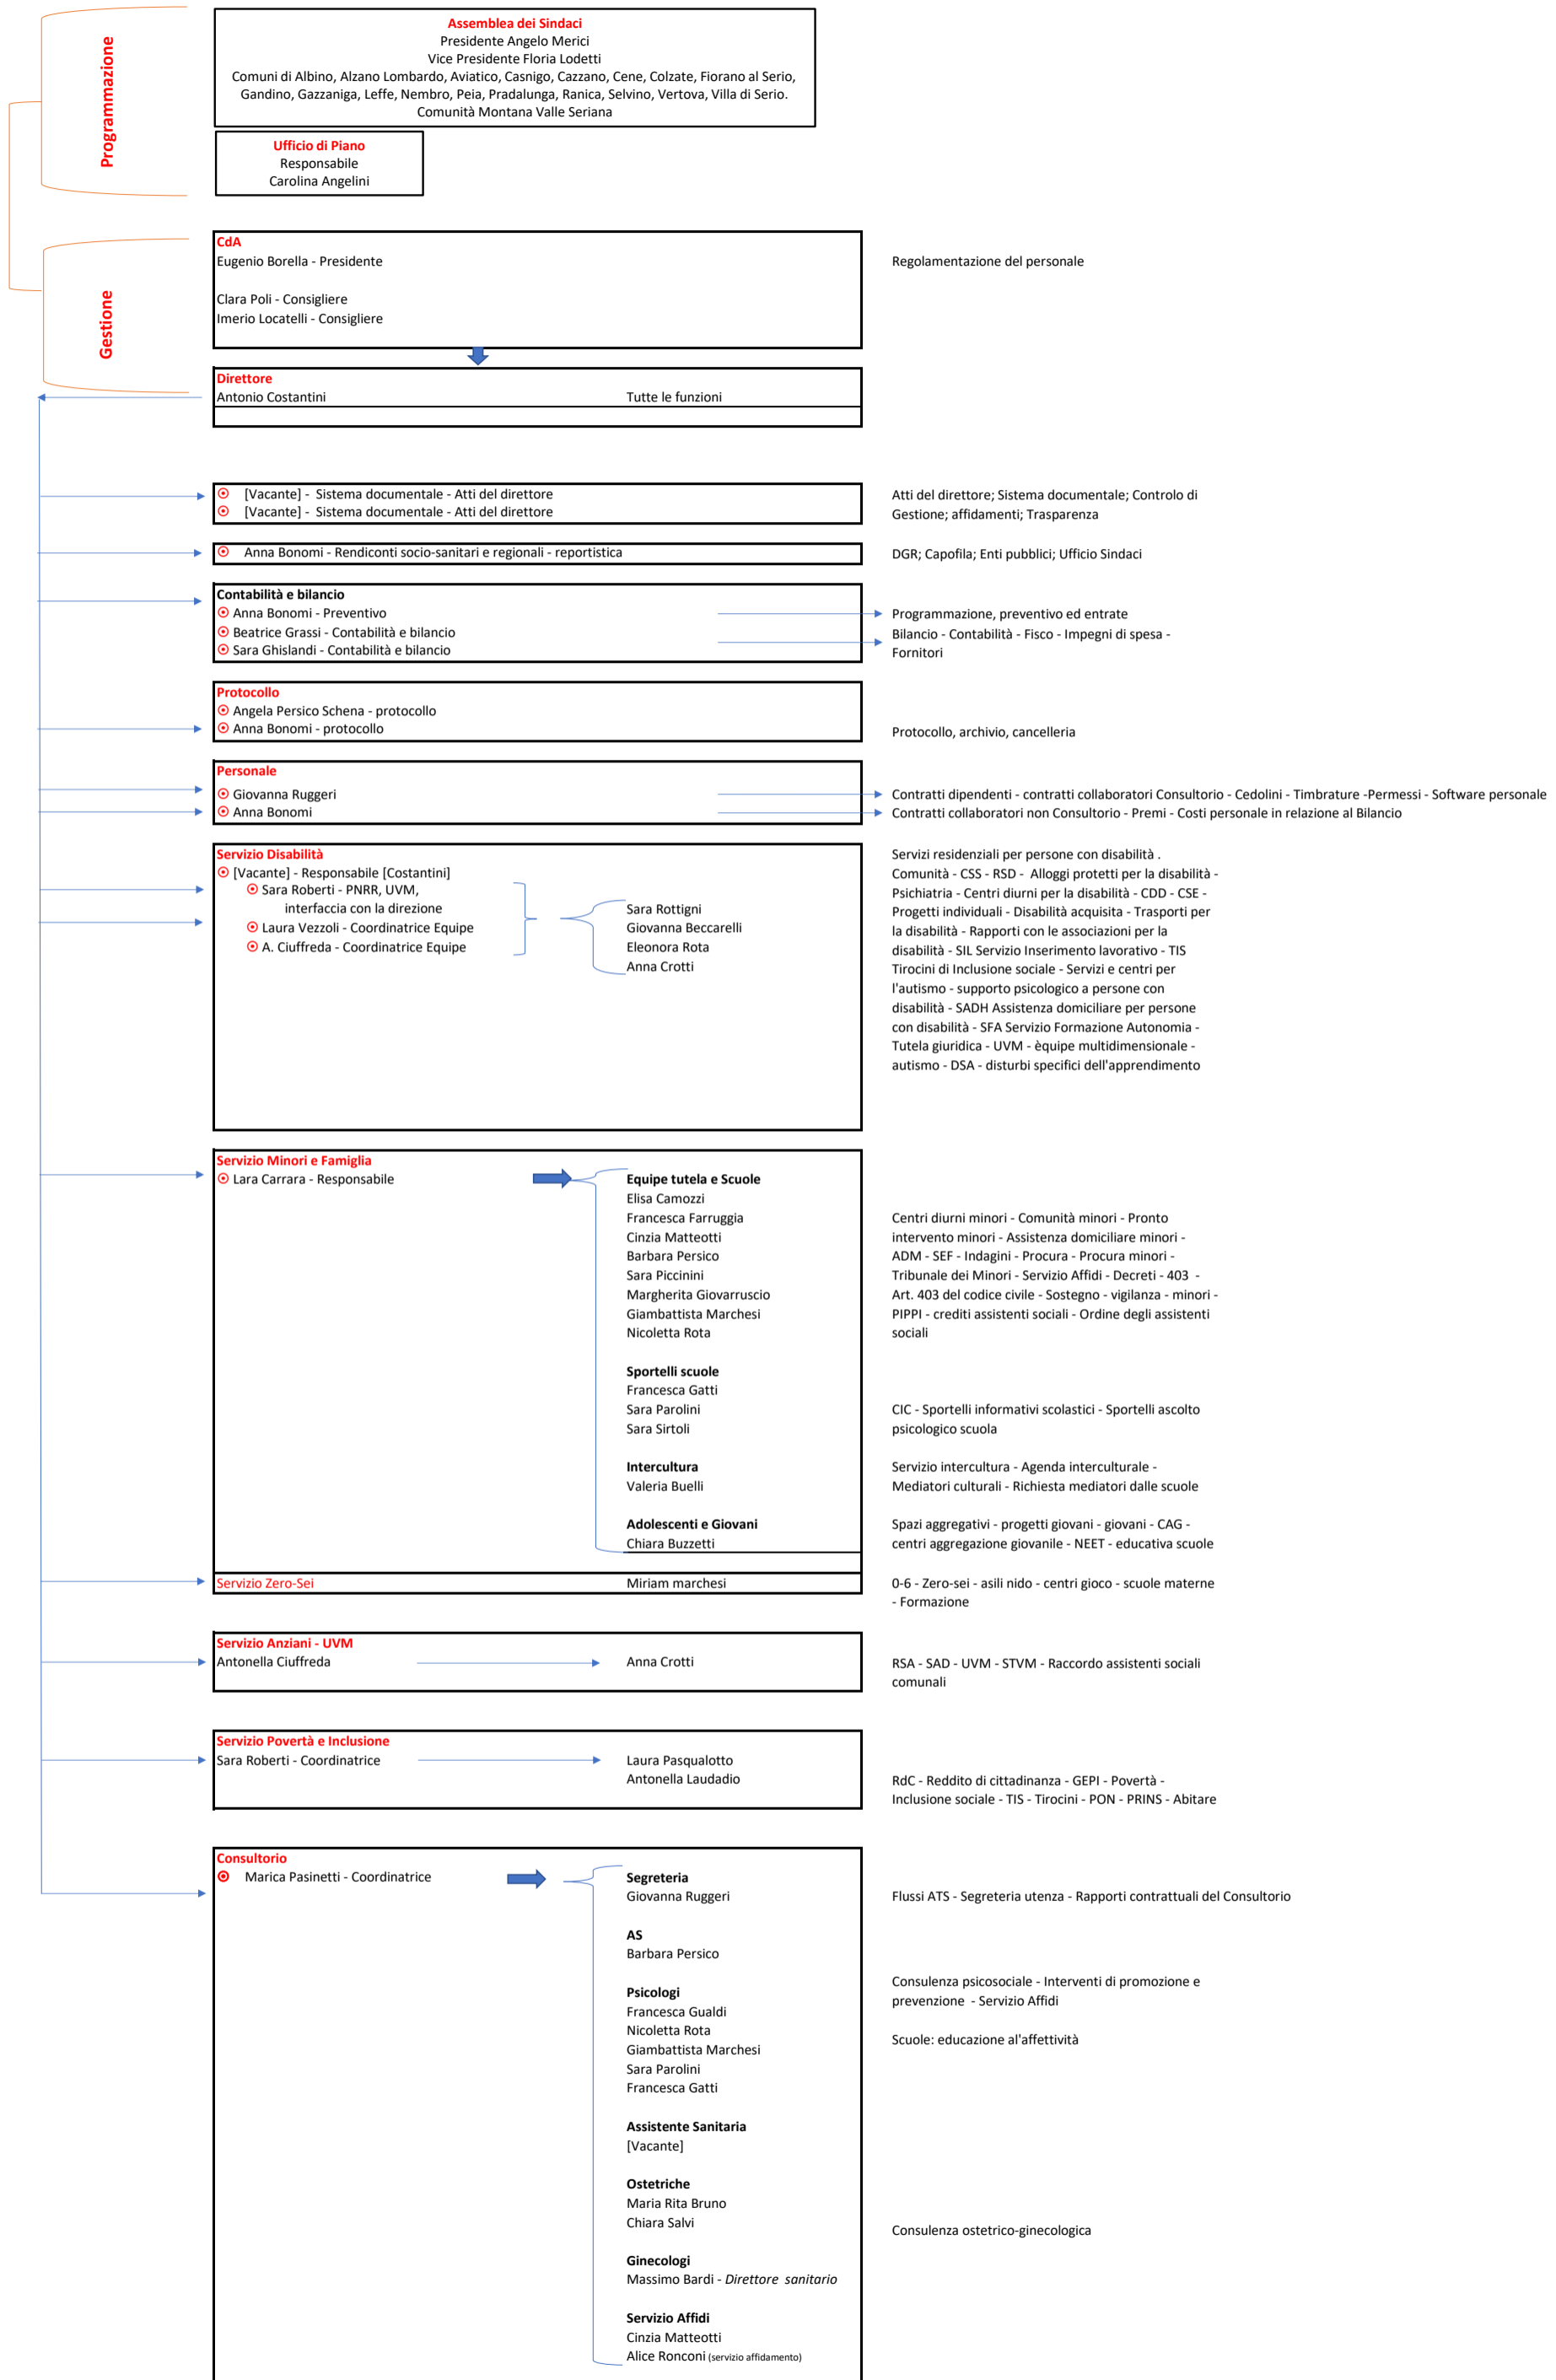 Programmazione
Assemblea dei Sindaci
Presidente Angelo Merici
Vice Presidente Floria Lodetti
Comuni di Albino, Alzano Lombardo, Aviatico, Casnigo, Cazzano, Cene, Colzate, Fiorano al Serio,
Gandino, Gazzaniga, Leffe, Nembro, Peia, Pradalunga, Ranica, Selvino, Vertova, Villa di Serio.
Comunità Montana Valle Seriana
Ufficio di Piano
Responsabile
Carolina Angelini
Gestione
CdA
Eugenio Borella - Presidente
Regolamentazione del personale
Clara Poli - Consigliere
Imerio Locatelli - Consigliere
Direttore
Antonio Costantini
Tutte le funzioni
[Vacante] - Sistema documentale - Atti del direttore
[Vacante] - Sistema documentale - Atti del direttore
Atti del direttore; Sistema documentale; Controlo di
Gestione; affidamenti; Trasparenza
Anna Bonomi - Rendiconti socio-sanitari e regionali - reportistica
DGR; Capofila; Enti pubblici; Ufficio Sindaci
Contabilità e bilancio
Anna Bonomi - Preventivo
Beatrice Grassi - Contabilità e bilancio
Sara Ghislandi - Contabilità e bilancio
Programmazione, preventivo ed entrate
Bilancio - Contabilità - Fisco - Impegni di spesa -
Fornitori
Protocollo
Angela Persico Schena - protocollo
Anna Bonomi - protocollo
Protocollo, archivio, cancelleria
Personale
Giovanna Ruggeri
Anna Bonomi
Contratti dipendenti - contratti collaboratori Consultorio - Cedolini - Timbrature -Permessi - Software personale
Contratti collaboratori non Consultorio - Premi - Costi personale in relazione al Bilancio
Servizio Disabilità
[Vacante] - Responsabile [Costantini]
Sara Roberti - PNRR, UVM,
interfaccia con la direzione
Laura Vezzoli - Coordinatrice Equipe
A. Ciuffreda - Coordinatrice Equipe
Sara Rottigni
Giovanna Beccarelli
Eleonora Rota
Anna Crotti
Servizi residenziali per persone con disabilità .
Comunità - CSS - RSD - Alloggi protetti per la disabilità -
Psichiatria - Centri diurni per la disabilità - CDD - CSE -
Progetti individuali - Disabilità acquisita - Trasporti per
la disabilità - Rapporti con le associazioni per la
disabilità - SIL Servizio Inserimento lavorativo - TIS
Tirocini di Inclusione sociale - Servizi e centri per
l'autismo - supporto psicologico a persone con
disabilità - SADH Assistenza domiciliare per persone
con disabilità - SFA Servizio Formazione Autonomia -
Tutela giuridica - UVM - èquipe multidimensionale -
autismo - DSA - disturbi specifici dell'apprendimento
Servizio Minori e Famiglia
Lara Carrara - Responsabile
Equipe tutela e Scuole
Elisa Camozzi
Francesca Farruggia
Cinzia Matteotti
Barbara Persico
Sara Piccinini
Margherita Giovarruscio
Giambattista Marchesi
Nicoletta Rota
Centri diurni minori - Comunità minori - Pronto
intervento minori - Assistenza domiciliare minori -
ADM - SEF - Indagini - Procura - Procura minori -
Tribunale dei Minori - Servizio Affidi - Decreti - 403 -
Art. 403 del codice civile - Sostegno - vigilanza - minori -
PIPPI - crediti assistenti sociali - Ordine degli assistenti
sociali
Sportelli scuole
Francesca Gatti
Sara Parolini
Sara Sirtoli
CIC - Sportelli informativi scolastici - Sportelli ascolto
psicologico scuola
Intercultura
Valeria Buelli
Servizio intercultura - Agenda interculturale -
Mediatori culturali - Richiesta mediatori dalle scuole
Adolescenti e Giovani
Chiara Buzzetti
Spazi aggregativi - progetti giovani - giovani - CAG -
centri aggregazione giovanile - NEET - educativa scuole
Servizio Zero-Sei
Miriam marchesi
0-6 - Zero-sei - asili nido - centri gioco - scuole materne
- Formazione
Servizio Anziani - UVM
Antonella Ciuffreda
Anna Crotti
RSA - SAD - UVM - STVM - Raccordo assistenti sociali
comunali
Servizio Povertà e Inclusione
Sara Roberti - Coordinatrice
Laura Pasqualotto
Antonella Laudadio
RdC - Reddito di cittadinanza - GEPI - Povertà -
Inclusione sociale - TIS - Tirocini - PON - PRINS - Abitare
Consultorio
Marica Pasinetti - Coordinatrice
Segreteria
Giovanna Ruggeri
Flussi ATS - Segreteria utenza - Rapporti contrattuali del Consultorio
AS
Barbara Persico
Consulenza psicosociale - Interventi di promozione e
prevenzione - Servizio Affidi
Psicologi
Francesca Gualdi
Nicoletta Rota
Giambattista Marchesi
Sara Parolini
Francesca Gatti
Scuole: educazione al'affettività
Assistente Sanitaria
[Vacante]
Ostetriche
Maria Rita Bruno
Chiara Salvi
Consulenza ostetrico-ginecologica
Ginecologi
Massimo Bardi - Direttore sanitario
Servizio Affidi
Cinzia Matteotti
Alice Ronconi (servizio affidamento)